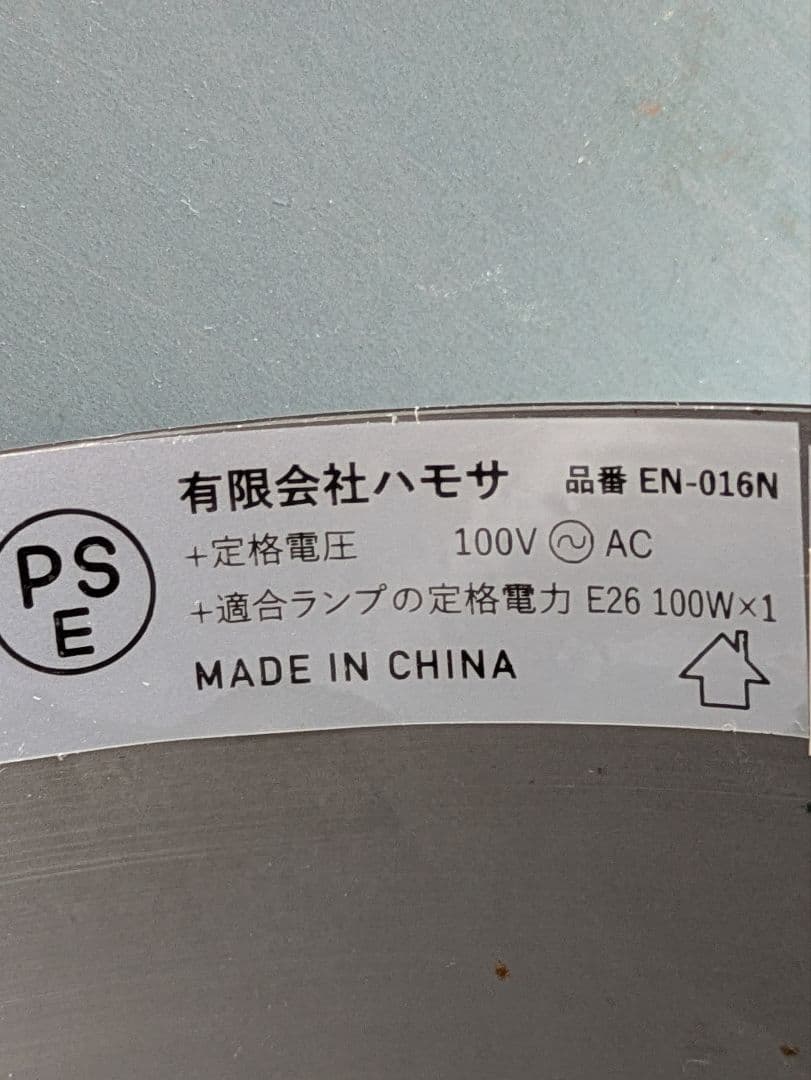 PS
E
有限会社ハモサ 品番 EN-016N
+定格電圧 100V AC
+適合ランプの定格電力 E26 100W×1
MADE IN CHINA